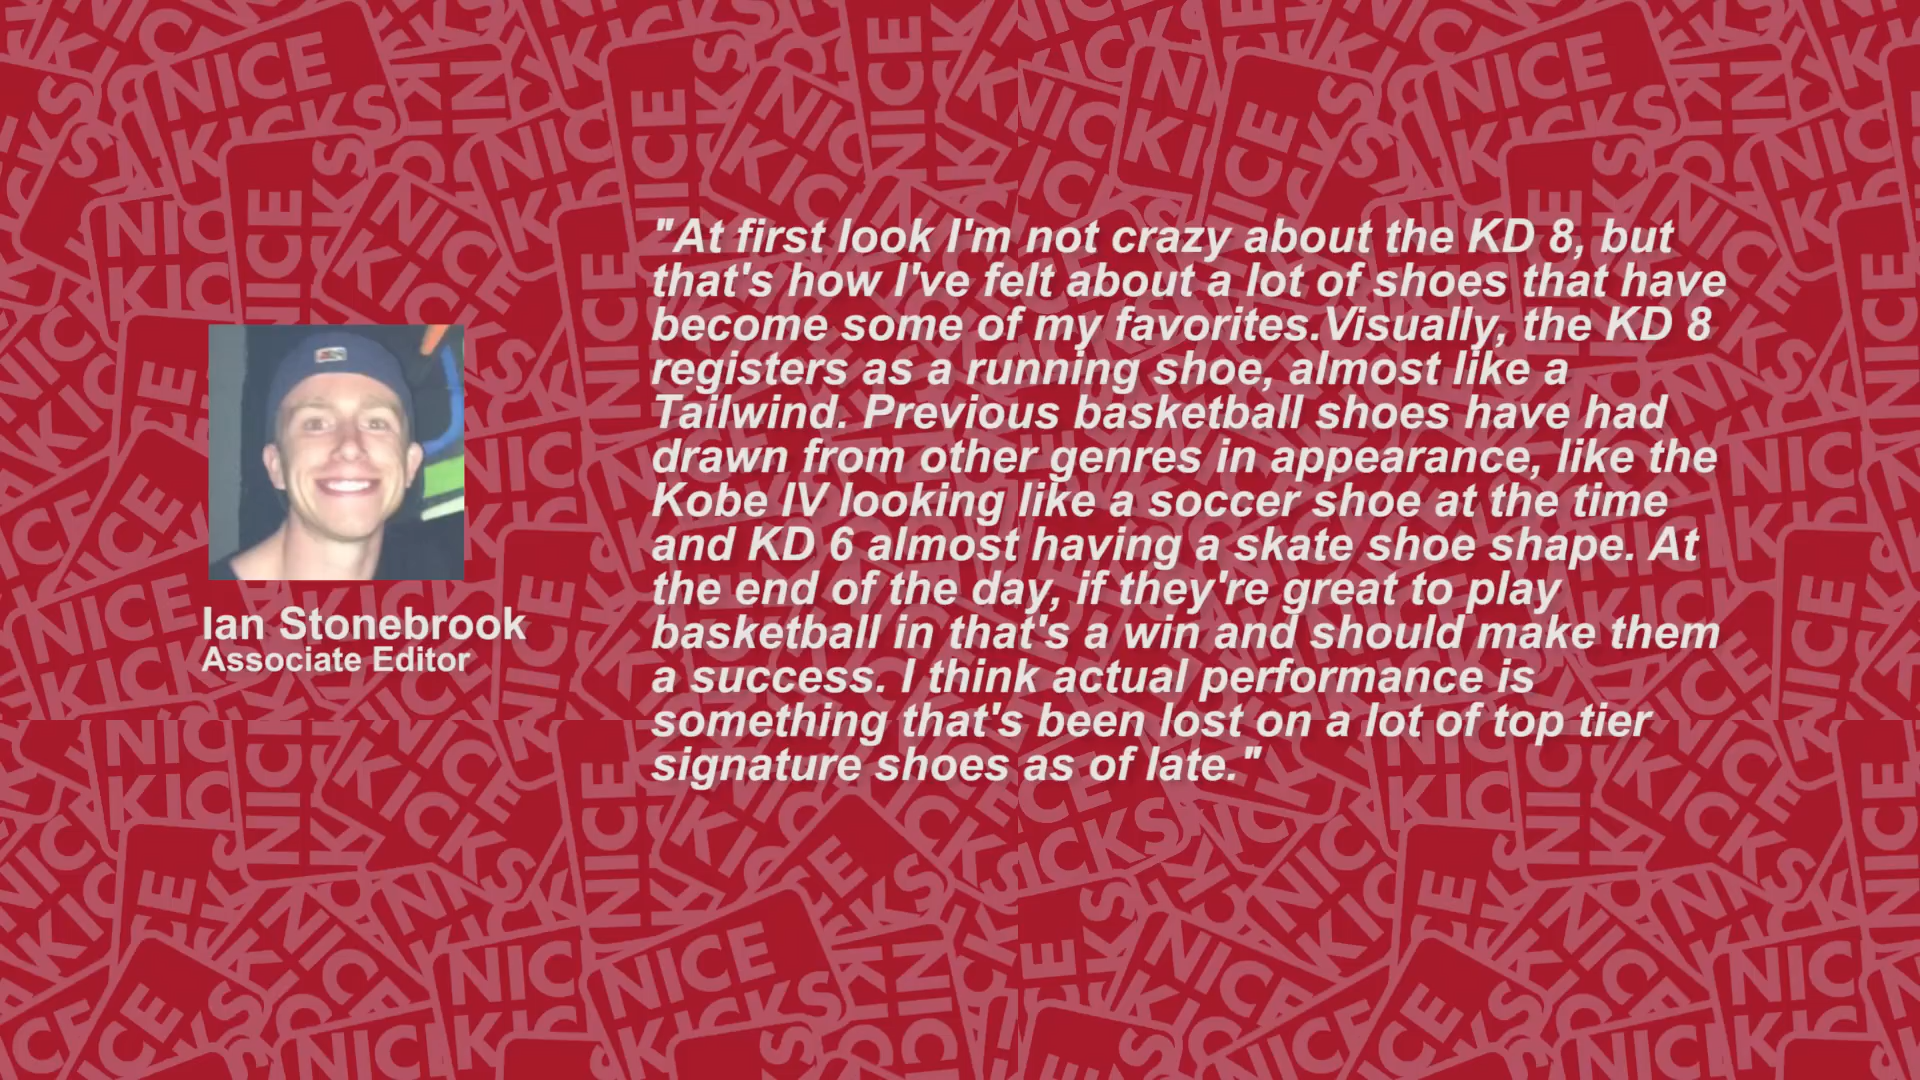 "At first look I'm not crazy about the KD 8, but
that's how I've felt about a lot of shoes that have
become some of my favorites.Visually, the KD 8
registers as a running shoe, almost like a
Tailwind. Previous basketball shoes have had
drawn from other genres in appearance, like the
Kobe IV looking like a soccer shoe at the time
and KD 6 almost having a skate shoe shape. At
the end of the day, if they're great to play
basketball in that's a win and should make them
a success. I think actual performance is
something that's been lost on a lot of top tier
signature shoes as of late."
Ian Stonebrook
Associate Editor
NICE
KICKS